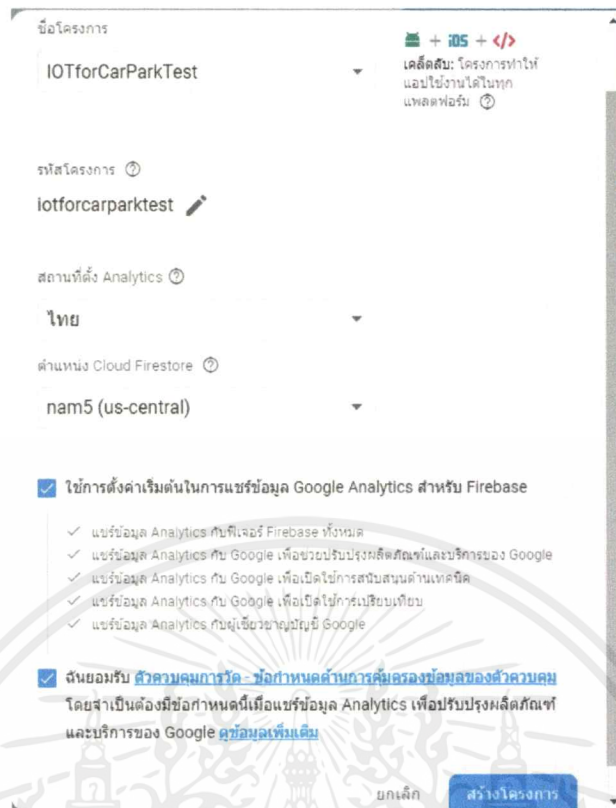 ชื่อโครงการ
IOTforCarParkTest
+ iOS + </>
เคล็ดลับ: โครงการทำให้
แอปใช้งานได้ในทุก
แพลตฟอร์ม
รหัสโครงการ
iotforcarparktest
สถานที่ตั้ง Analytics
ไทย
ตำแหน่ง Cloud Firestore
nam5 (us-central)
ใช้การตั้งค่าเริ่มต้นในการแชร์ข้อมูล Google Analytics สำหรับ Firebase
แชร์ข้อมูล Analytics กับฟีเจอร์ Firebase ทั้งหมด
แชร์ข้อมูล Analytics กับ Google เพื่อช่วยปรับปรุงผลิตภัณฑ์และบริการของ Google
แชร์ข้อมูล Analytics กับ Google เพื่อเปิดใช้การสนับสนุนด้านเทคนิค
แชร์ข้อมูล Analytics กับ Google เพื่อเปิดใช้การเปรียบเทียบ
แชร์ข้อมูล Analytics กับผู้เชี่ยวชาญบัญชี Google
ฉันยอมรับ ตัวควบคุมการวัด - ข้อกำหนดด้านการคุ้มครองข้อมูลของตัวควบคุม
โดยจำเป็นต้องมีข้อกำหนดนี้เมื่อแชร์ข้อมูล Analytics เพื่อปรับปรุงผลิตภัณฑ์
และบริการของ Google ดูข้อมูลเพิ่มเติม
ยกเลิก สร้างโครงการ